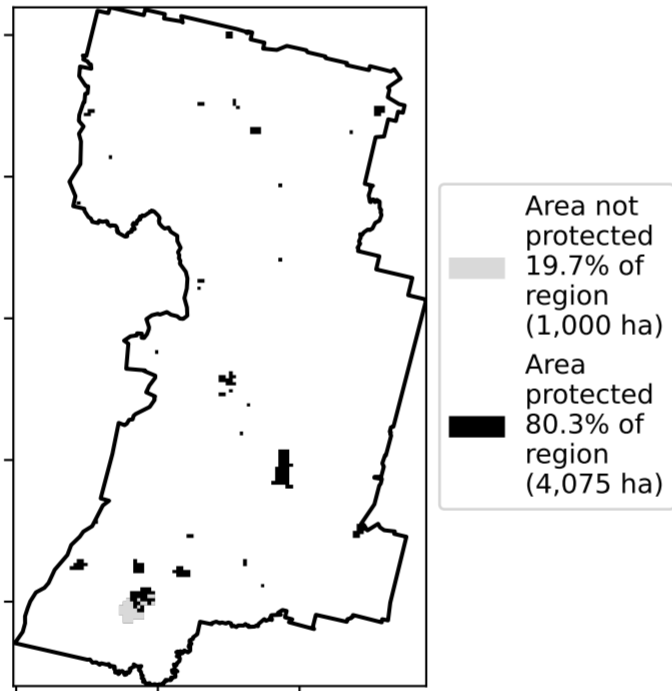 Area not
protected
19.7% of
region
(1,000 ha)
Area
protected
80.3% of
region
(4,075 ha)